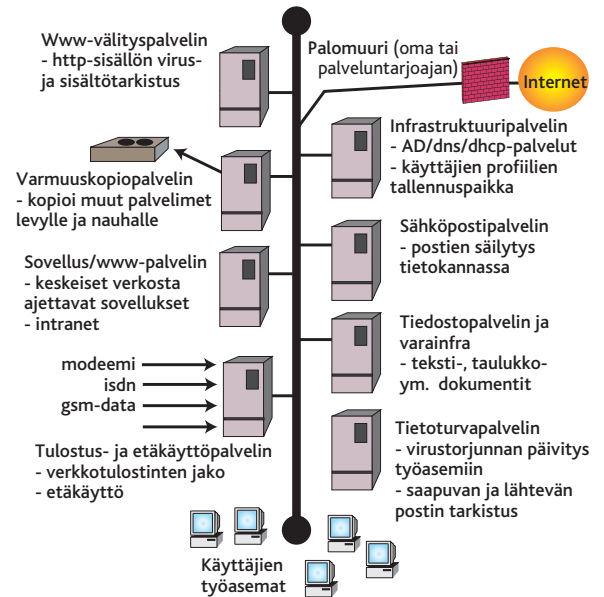 Www-välityspalvelin
- http-sisällön virus-
ja sisältötarkistus
Palomuuri (oma tai
palveluntarjoajan)
Internet
Infrastruktuuripalvelin
- AD/dns/dhcp-palvelut
- käyttäjien profiilien
tallennuspaikka
Varmuuskopiopalvelin
- kopioi muut palvelimet
levylle ja nauhalle
Sähköpostipalvelin
- postien säilytys
tietokannassa
Sovellus/www-palvelin
- keskeiset verkosta
ajettavat sovellukset
- intranet
Tiedostopalvelin ja
varainfra
- teksti-, taulukko-
ym. dokumentit
modeemi
isdn
gsm-data
Tulostus- ja etäkäyttöpalvelin
- verkkotulostinten jako
- etäkäyttö
Tietoturvapalvelin
- virustorjunnan päivitys
työasemiin
- saapuvan ja lähtevän
postin tarkistus
Käyttäjien
työasemat